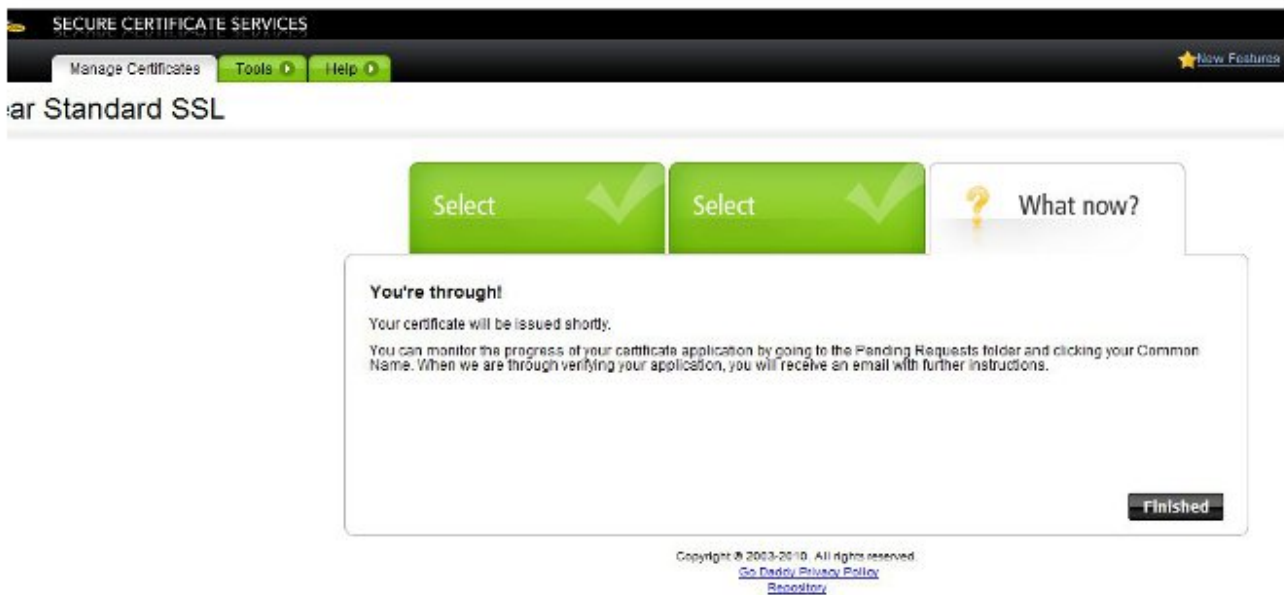 SECURE CERTIFICATE SERVICES
Manage Certificates Tools Help New Features
ar Standard SSL
Select Select ? What now?
You're through!
Your certificate will be issued shortly.
You can monitor the progress of your certificate application by going to the Pending Requests folder and clicking your Common
Name. When we are through verifying your application, you will receive an email with further instructions.
Finished
Copyright © 2003-2010. All rights reserved.
Go Daddy Privacy Policy
Repository